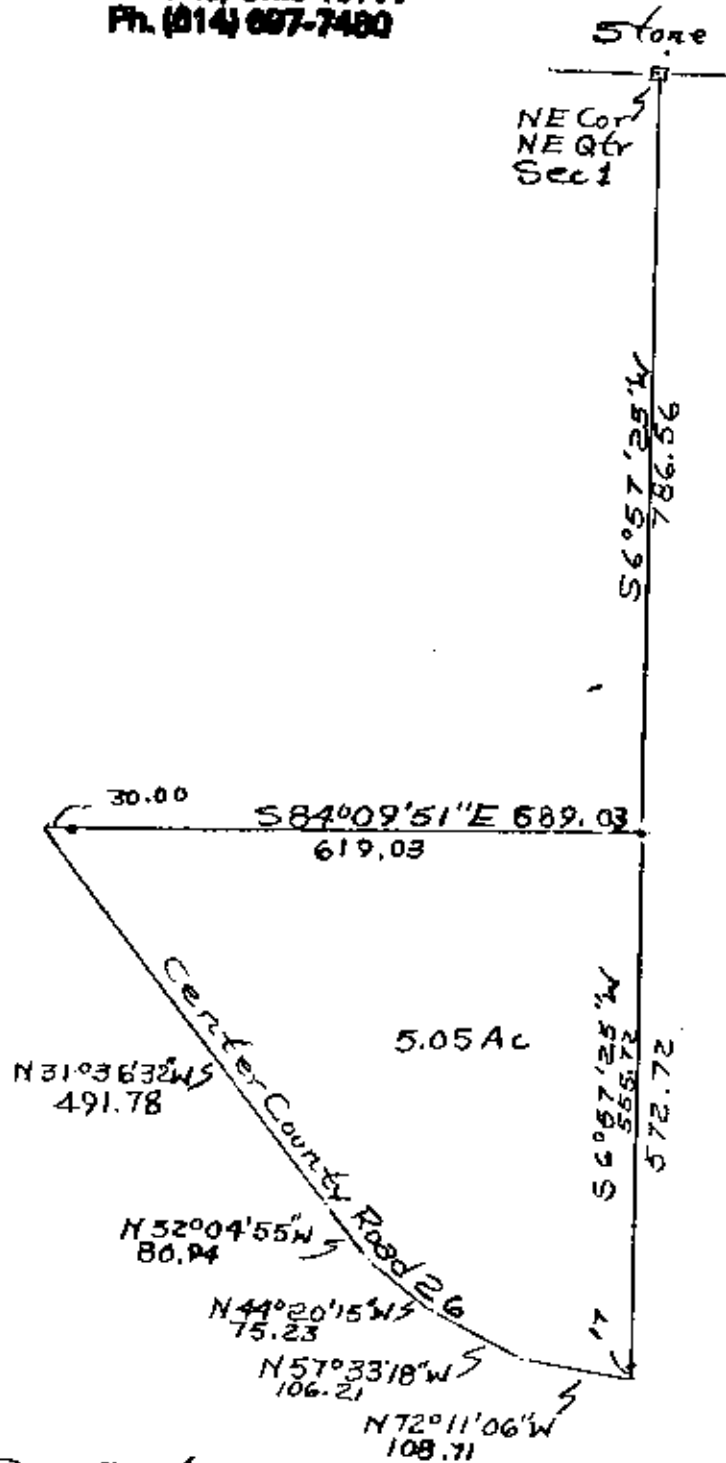 Ph. (614) 697-7480
Stone
NE Cor
NE Qtr
Sec 1
S 6°57'25"W
786.56
30.00
S84°09'51"E 689.03
619.03
Center County Road 26
5.05 Ac
S 6°57'25"W
555.72
572.72
N 31°36'32"W
491.78
N 32°04'55"W
80.94
N 44°20'15"W
75.23
17
N 57°33'18"W
106.21
N 72°11'06"W
108.71